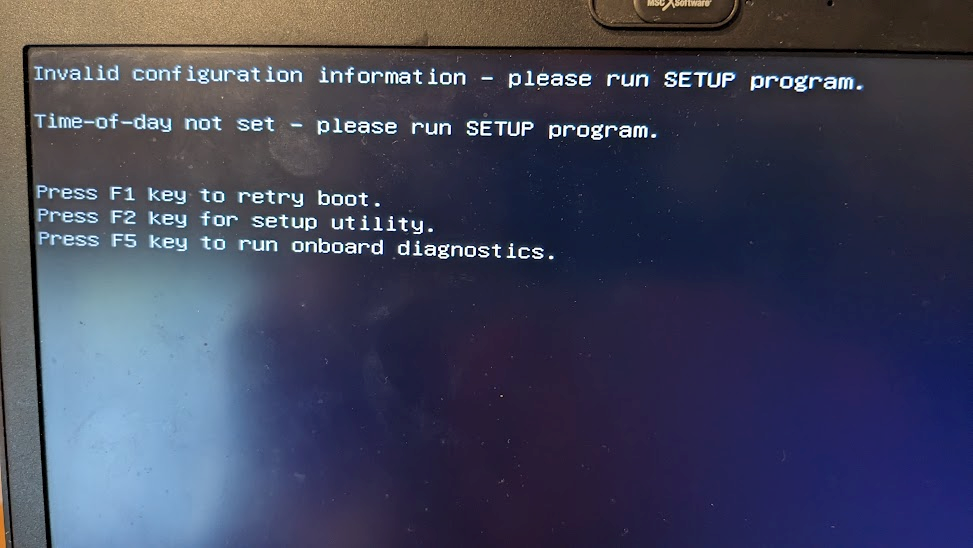 MSC Software
Invalid configuration information - please run SETUP program.
Time-of-day not set - please run SETUP program.
Press F1 key to retry boot.
Press F2 key for setup utility.
Press F5 key to run onboard diagnostics.